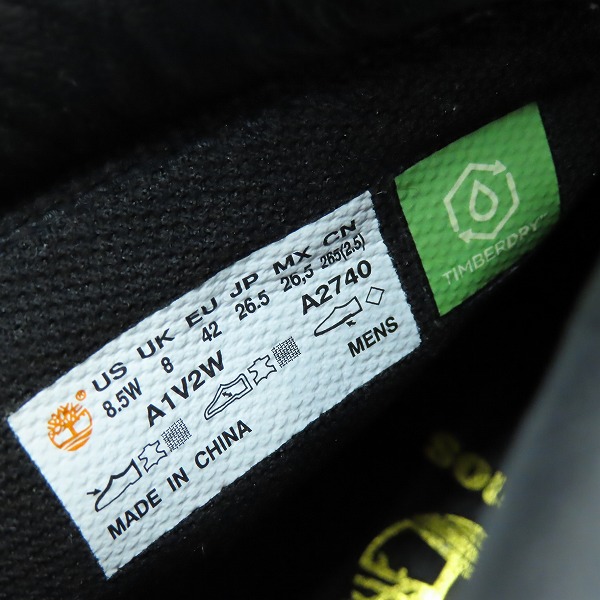 US UK EU JP MX CN
8.5W 8 42 26.5 26,5 265(2.5)
A1V2W A2740
MENS
MADE IN CHINA
TIMBERDRY™